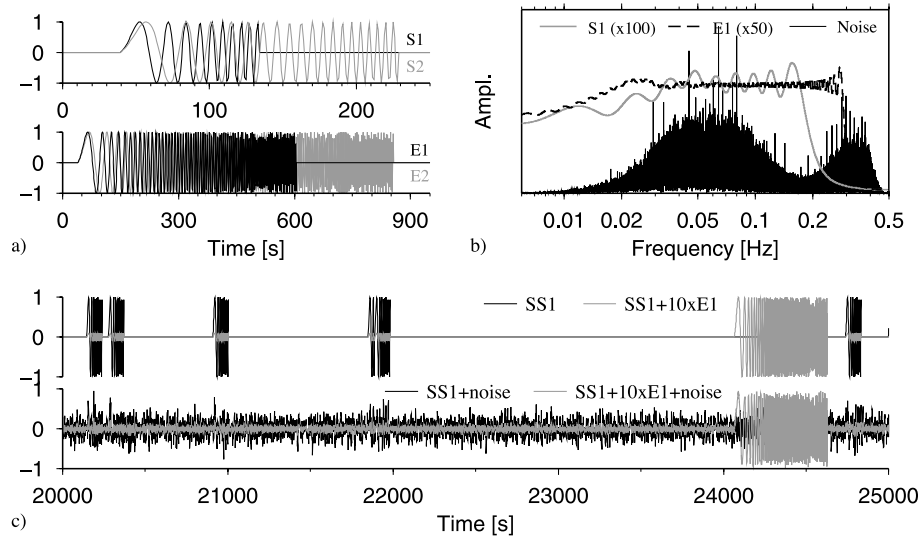 1
0
−1
S1
S2
0
100
200
1
0
−1
E1
E2
0
300
600
900
Time [s]
a)
S1 (x100) E1 (x50) Noise
Ampl.
0.01 0.02 0.05 0.1 0.2 0.5
Frequency [Hz]
b)
1
0
−1
SS1 SS1+10xE1
1
0
−1
SS1+noise SS1+10xE1+noise
20000 21000 22000 23000 24000 25000
Time [s]
c)